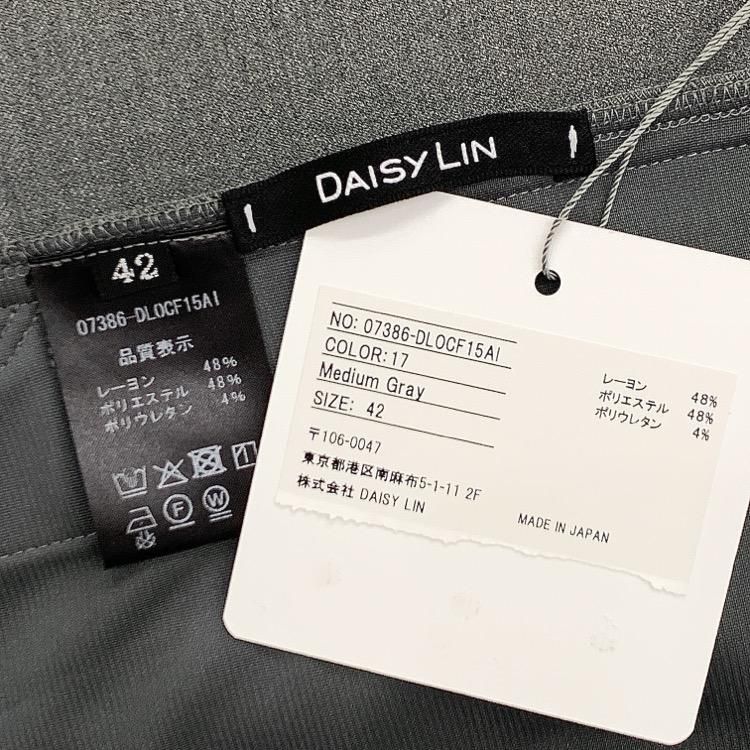 DAISY LIN
42
07386-DLOCF15AI
品質表示
レーヨン 48%
ポリエステル 48%
ポリウレタン 4%
NO: 07386-DLOCF15AI
COLOR: 17
Medium Gray
SIZE: 42
レーヨン 48%
ポリエステル 48%
ポリウレタン 4%
〒106-0047
東京都港区南麻布5-1-11 2F
株式会社 DAISY LIN
MADE IN JAPAN